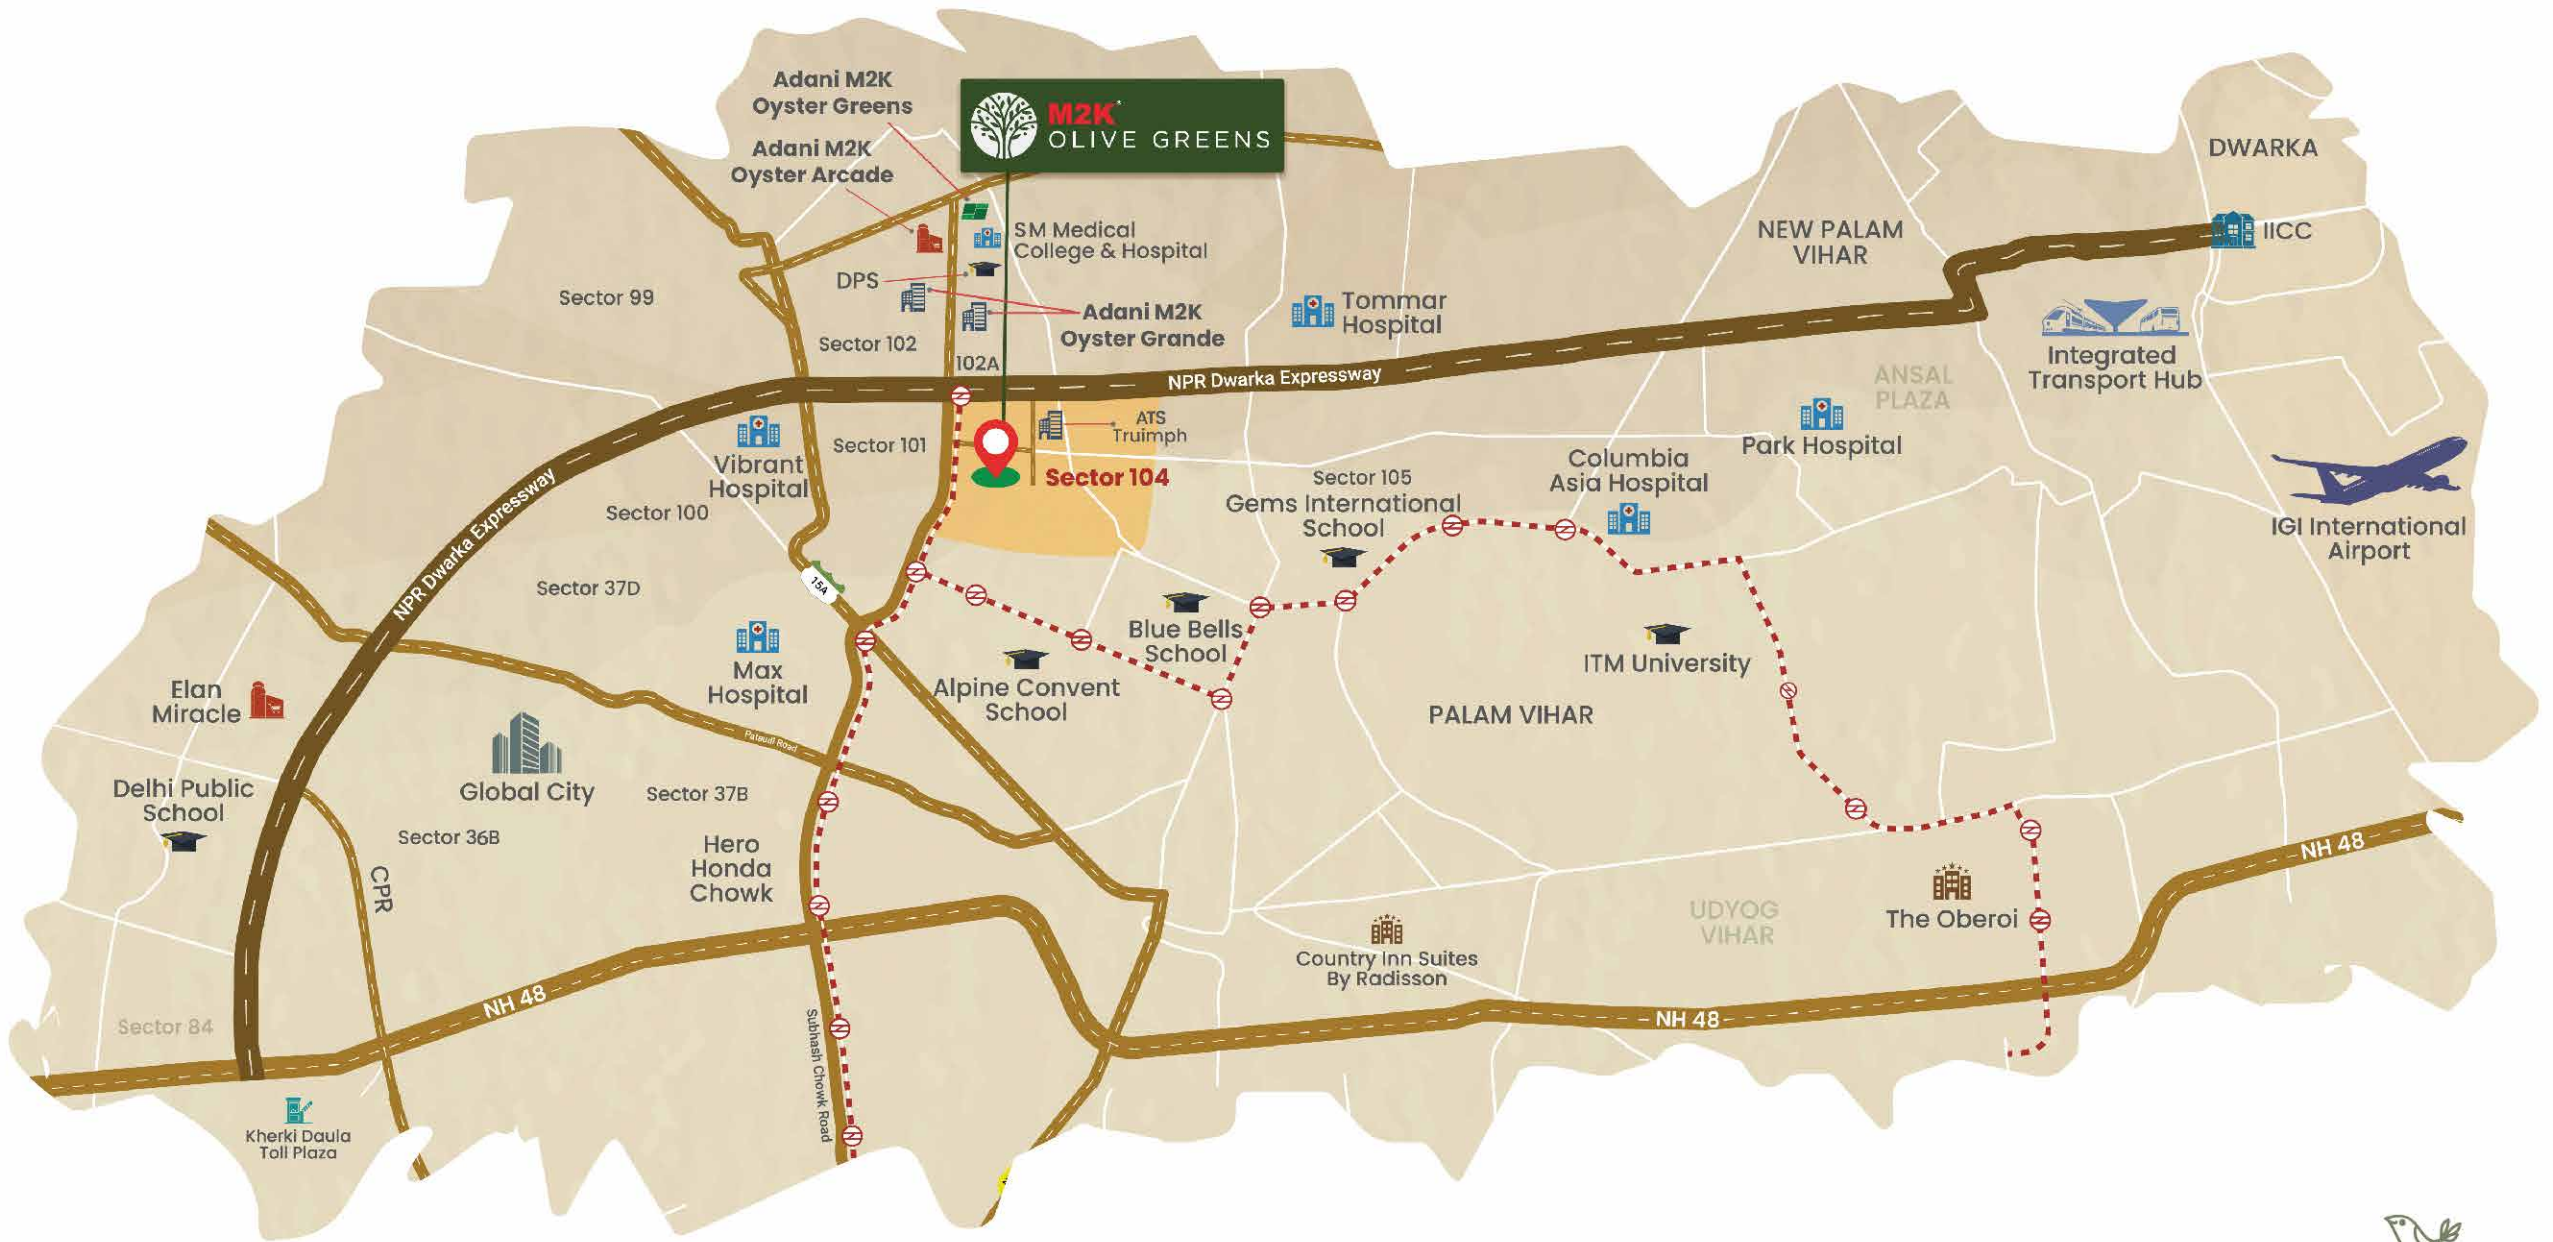 Adani M2K
Oyster Greens
M2K
OLIVE GREENS
Adani M2K
Oyster Arcade
DWARKA
SM Medical
College & Hospital
NEW PALAM
VIHAR
IICC
DPS
Sector 99
Adani M2K
Oyster Grande
Tommar
Hospital
Sector 102
102A
Integrated
Transport Hub
NPR Dwarka Expressway
ANSAL
PLAZA
ATS
Truimph
Sector 101
Park Hospital
Vibrant
Hospital
Sector 104
Sector 105
Gems International
School
Columbia
Asia Hospital
Sector 100
IGI International
Airport
NPR Dwarka Expressway
Sector 37D
15A
Blue Bells
School
Max
Hospital
Alpine Convent
School
ITM University
Elan
Miracle
PALAM VIHAR
Pataudi Road
Delhi Public
School
Global City
Sector 37B
Sector 36B
Hero
Honda
Chowk
CPR
NH 48
The Oberoi
UDYOG
VIHAR
Country Inn Suites
By Radisson
NH 48
Sector 84
NH 48
Subhash Chowk Road
Kherki Daula
Toll Plaza